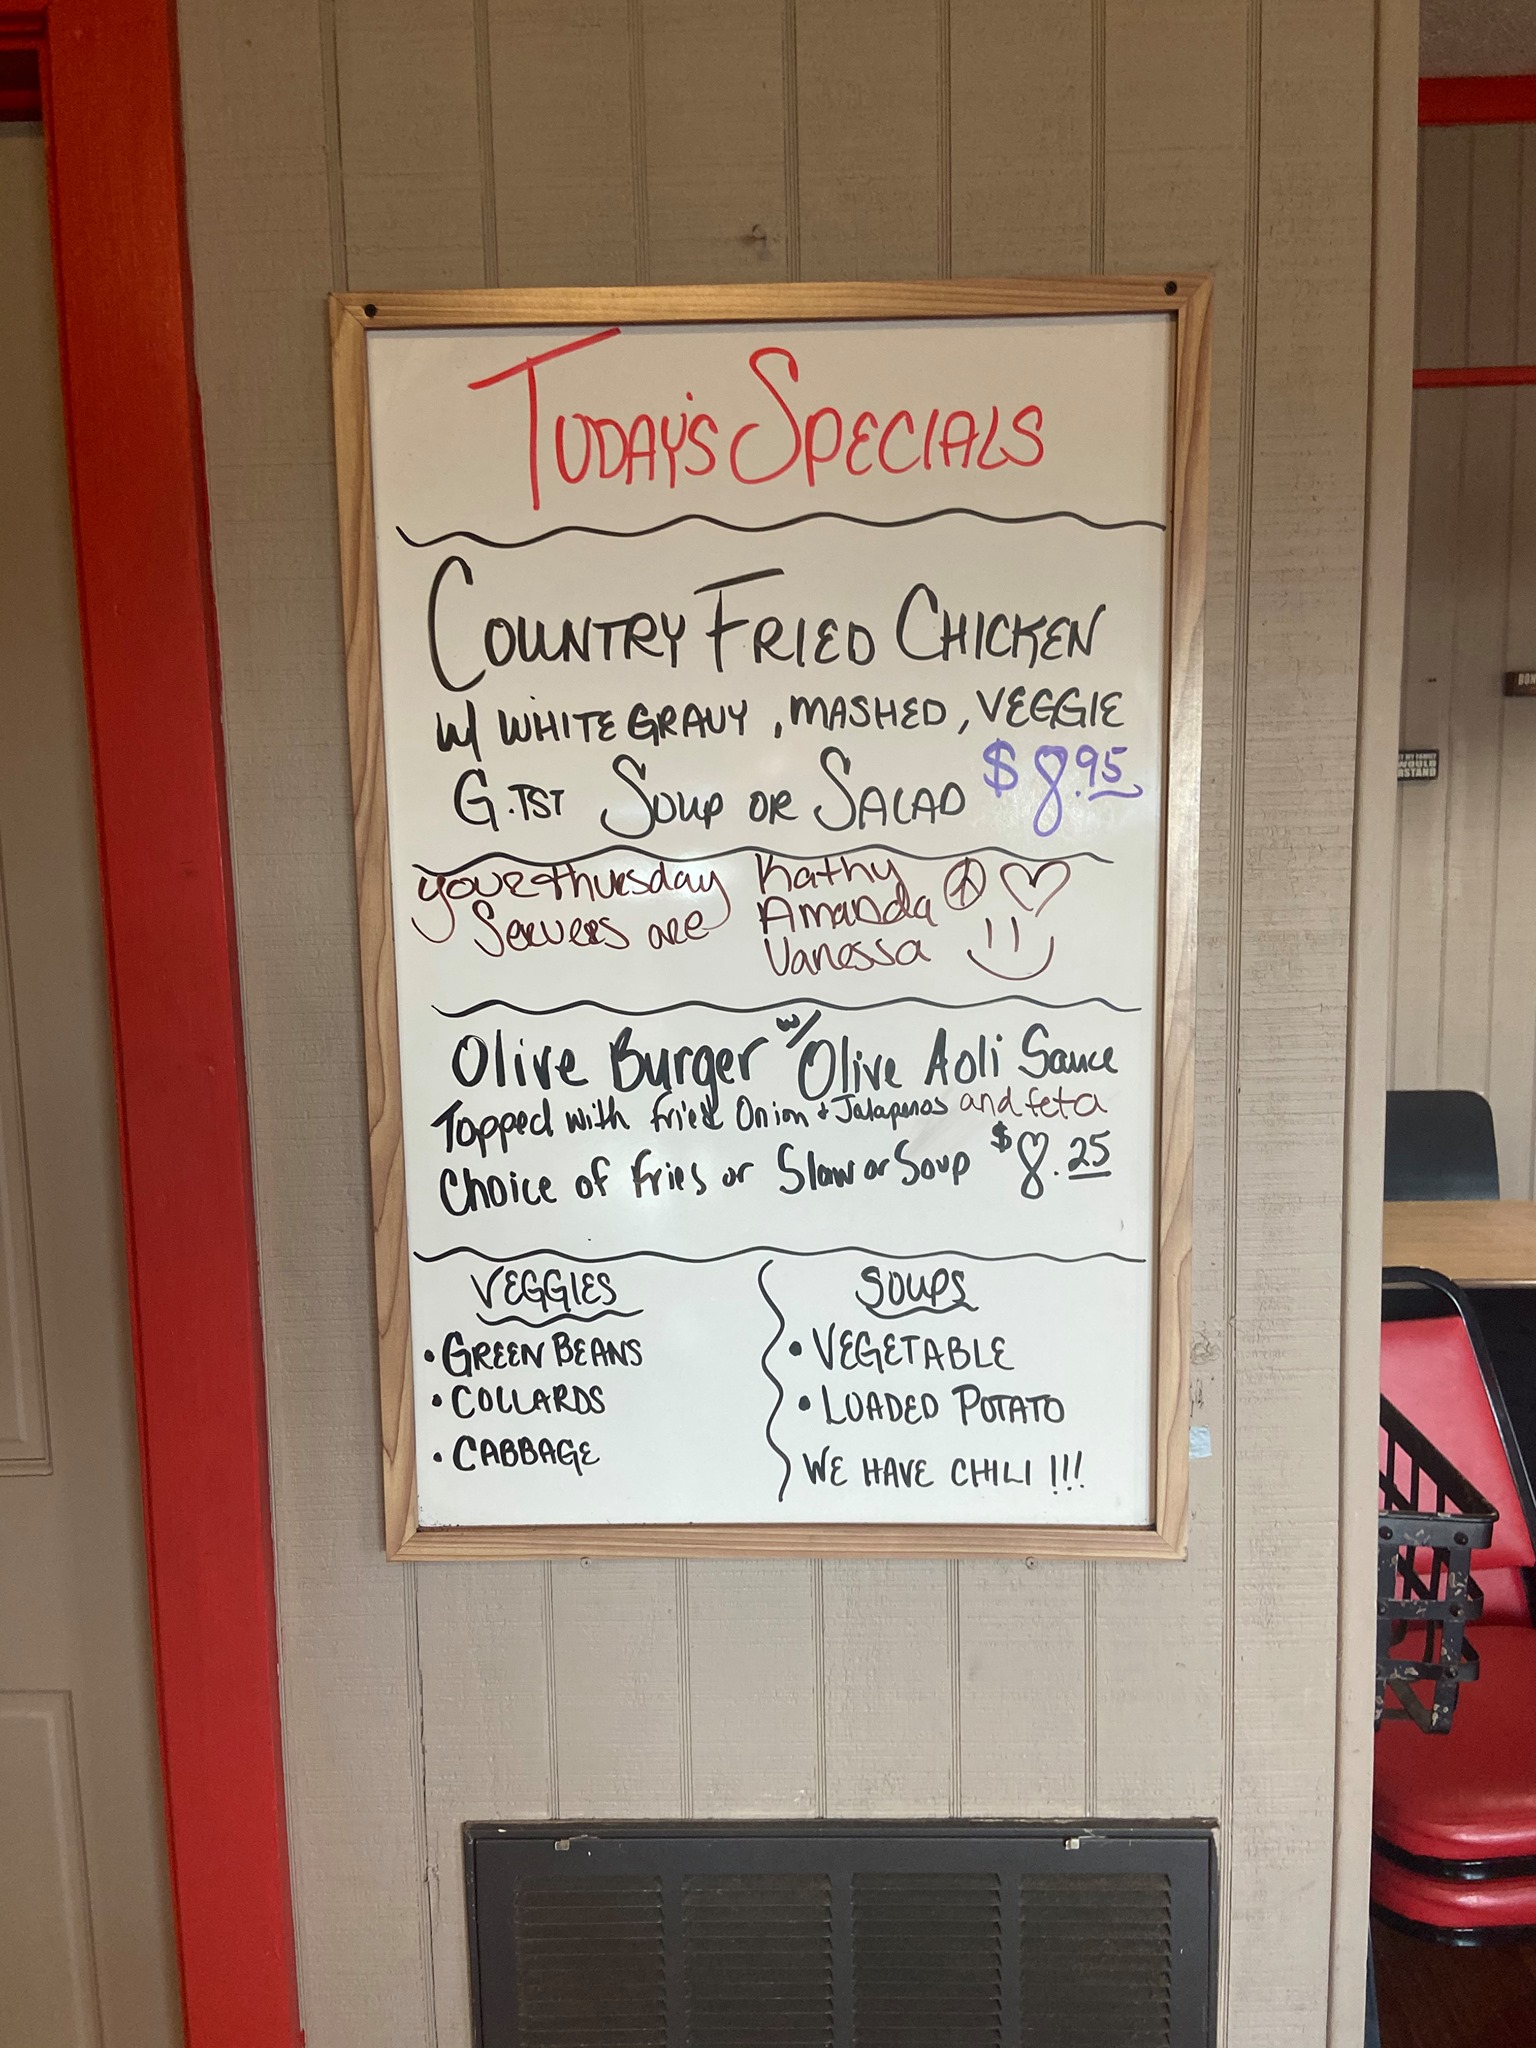 TODAY'S SPECIALS
COUNTRY FRIED CHICKEN
W/ WHITE GRAVY, MASHED, VEGGIE
G.TST SOUP OR SALAD $8.95
your thursday Kathy
Servers are Amanda
Vanessa
Olive Burger w/ Olive Aoli Sauce
Topped with fried Onion + Jalapenos and feta
Choice of Fries or Slaw or Soup $8.25
VEGGIES
• GREEN BEANS
• COLLARDS
• CABBAGE
SOUPS
• VEGETABLE
• LOADED POTATO
WE HAVE CHILI !!!